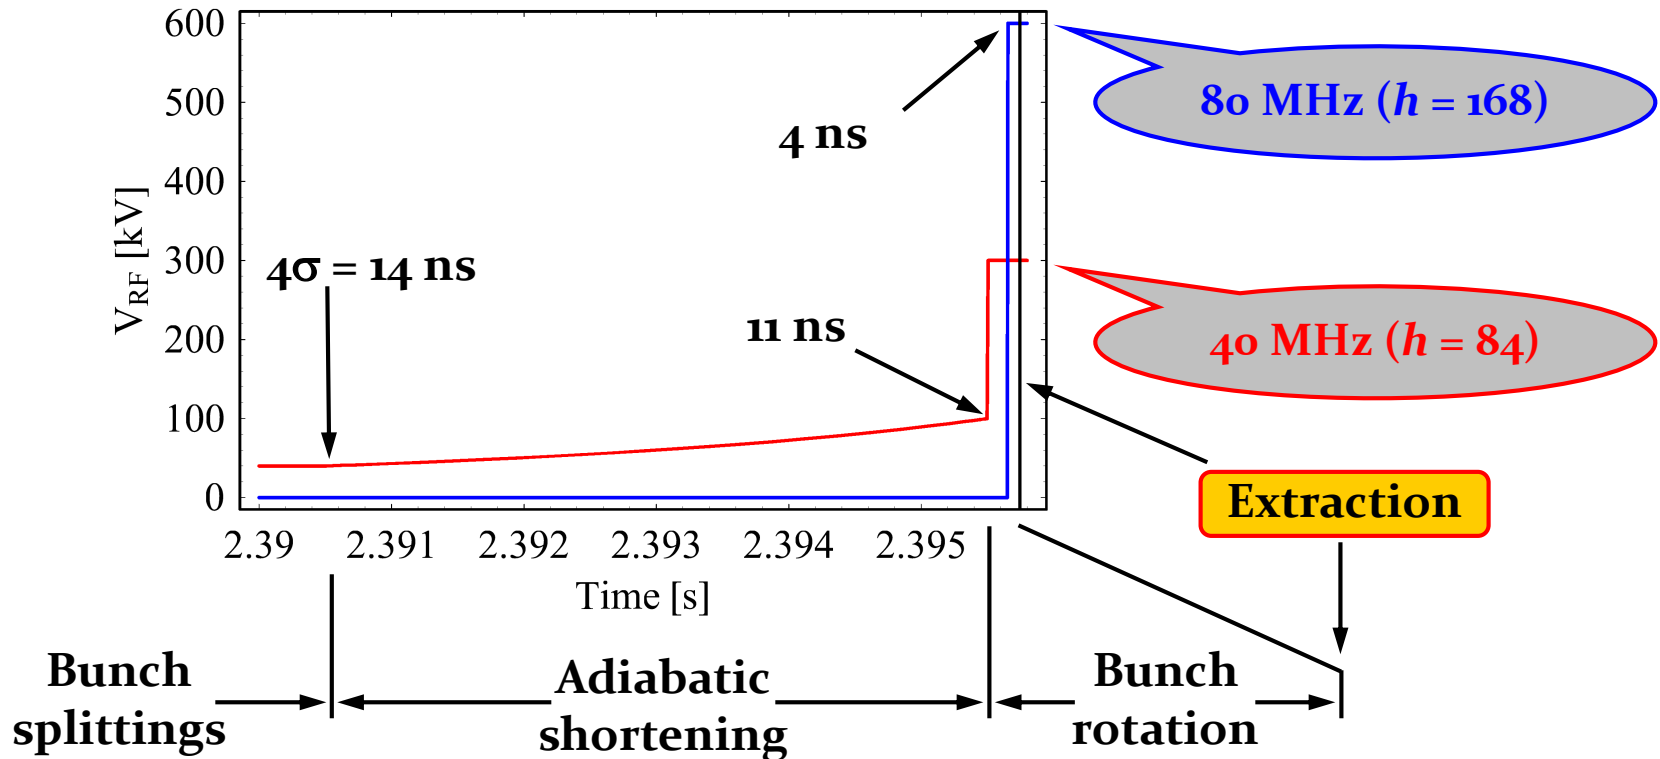 600
500
400
300
200
100
0
V_RF [kV]
2.39 2.391 2.392 2.393 2.394 2.395
Time [s]
4 ns
4σ = 14 ns
11 ns
80 MHz (h = 168)
40 MHz (h = 84)
Extraction
Bunch
splittings
Adiabatic
shortening
Bunch
rotation